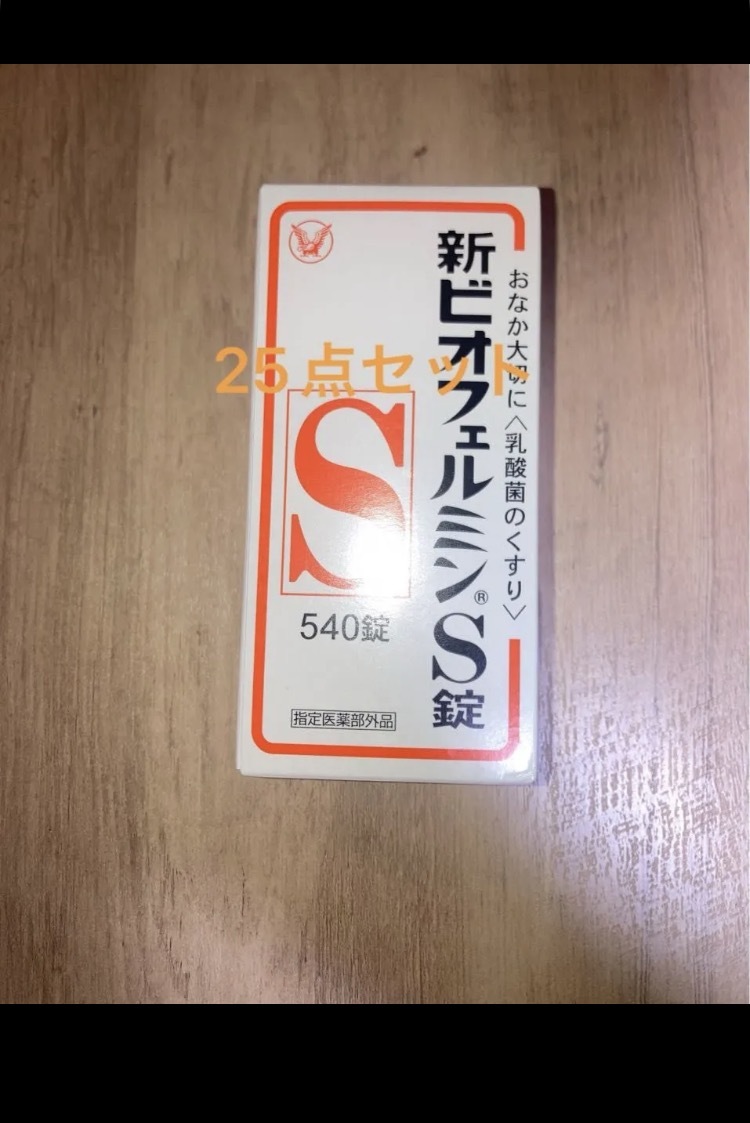 おなか大切に〈乳酸菌のくすり〉
新ビオフェルミン®S錠
25点セット
S
540錠
指定医薬部外品